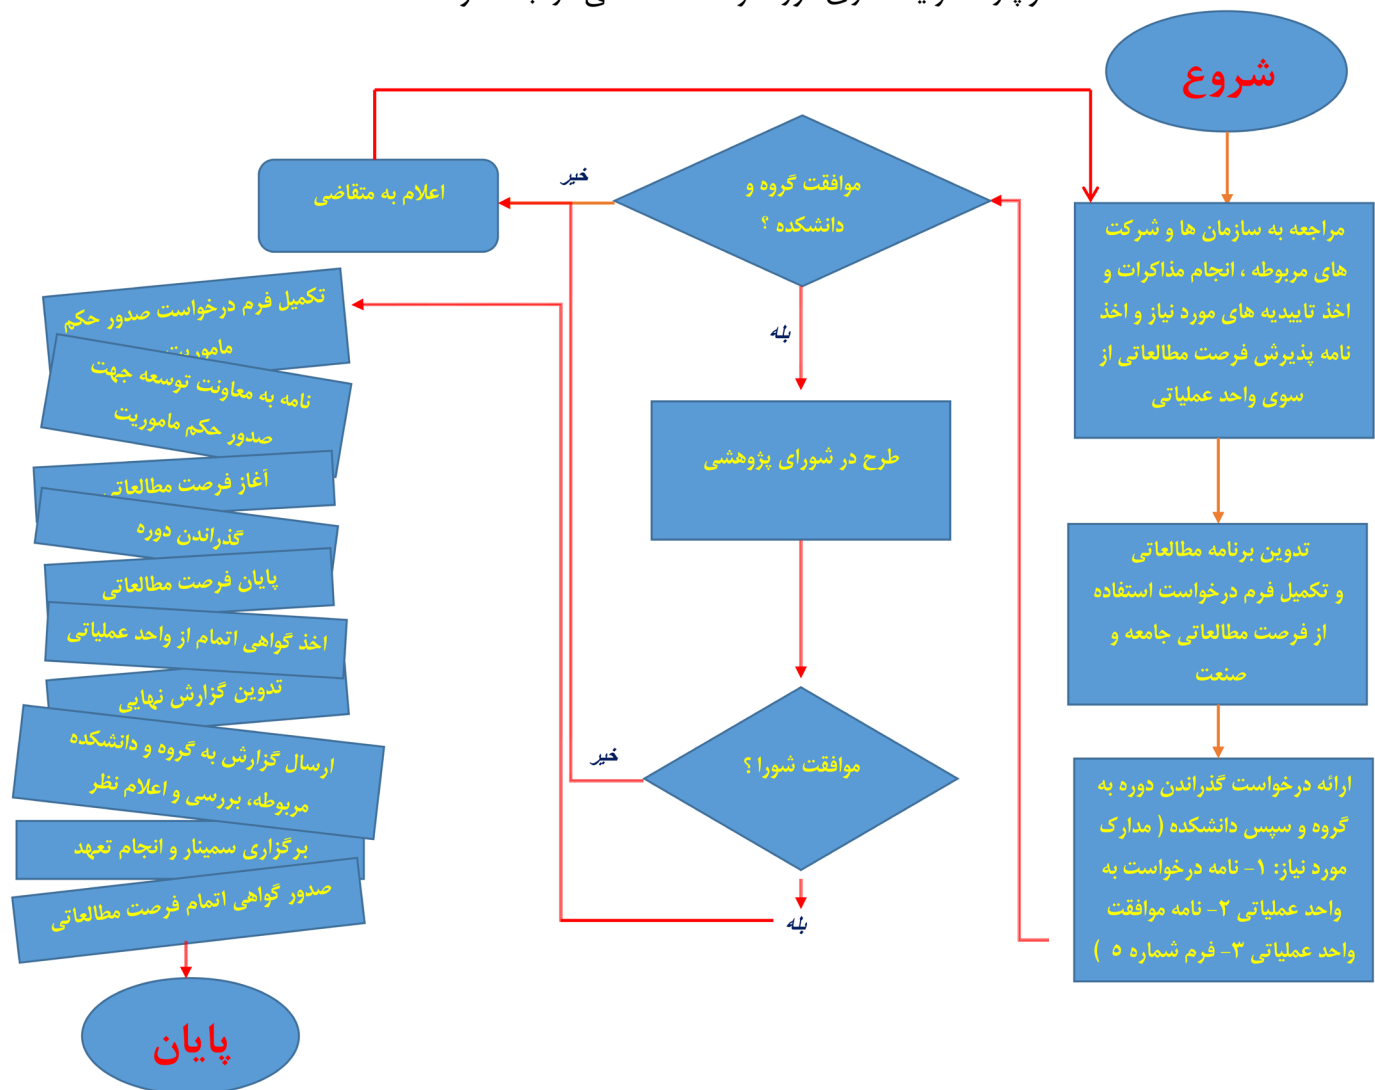 شروع
مراجعه به سازمان ها و شرکت
های مربوطه ، انجام مذاکرات و
اخذ تاییدیه های مورد نیاز و اخذ
نامه پذیرش فرصت مطالعاتی از
سوی واحد عملیاتی
تدوین برنامه مطالعاتی
و تکمیل فرم درخواست استفاده
از فرصت مطالعاتی جامعه و
صنعت
ارائه درخواست گذراندن دوره به
گروه و سپس دانشکده ( مدارک
مورد نیاز: ۱- نامه درخواست به
واحد عملیاتی ۲- نامه موافقت
واحد عملیاتی ۳- فرم شماره ۵ )
موافقت گروه و
دانشکده ؟
خیر
اعلام به متقاضی
بله
طرح در شورای پژوهشی
موافقت شورا ؟
خیر
بله
تکمیل فرم درخواست صدور حکم
ماموریت
نامه به معاونت توسعه جهت
صدور حکم ماموریت
آغاز فرصت مطالعاتی
گذراندن دوره
پایان فرصت مطالعاتی
اخذ گواهی اتمام از واحد عملیاتی
تدوین گزارش نهایی
ارسال گزارش به گروه و دانشکده
مربوطه، بررسی و اعلام نظر
برگزاری سمینار و انجام تعهد
صدور گواهی اتمام فرصت مطالعاتی
پایان